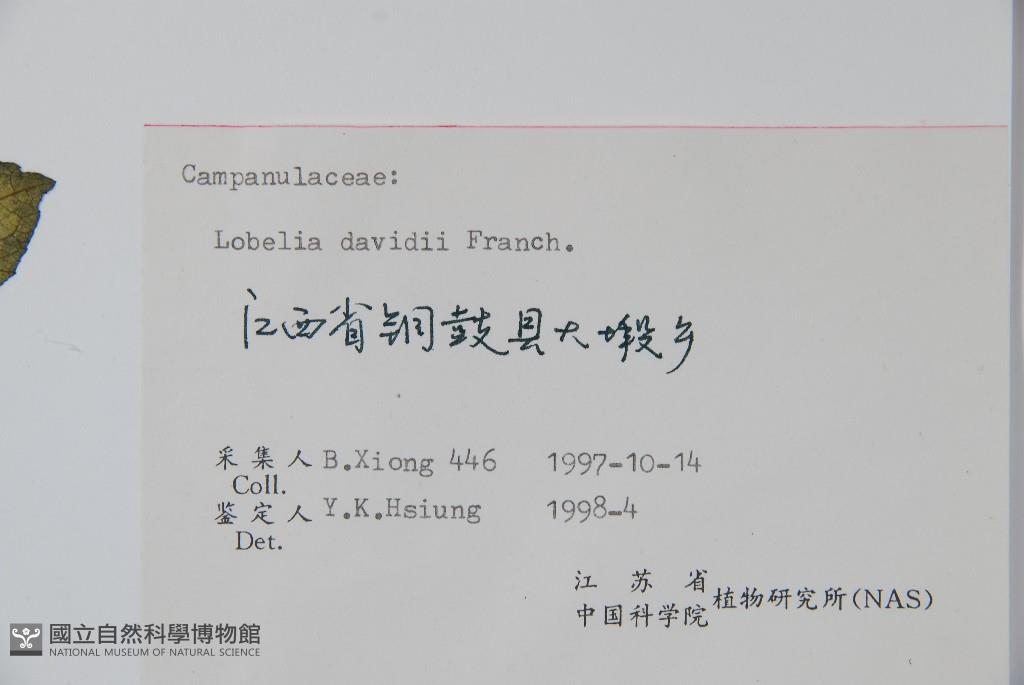 Campanulaceae:
Lobelia davidii Franch.
江西省铜鼓县大塅乡
采集人 B.Xiong 446 1997-10-14
Coll.
鉴定人 Y.K.Hsiung 1998-4
Det.
江苏省
中国科学院 植物研究所(NAS)
國立自然科學博物館
NATIONAL MUSEUM OF NATURAL SCIENCE